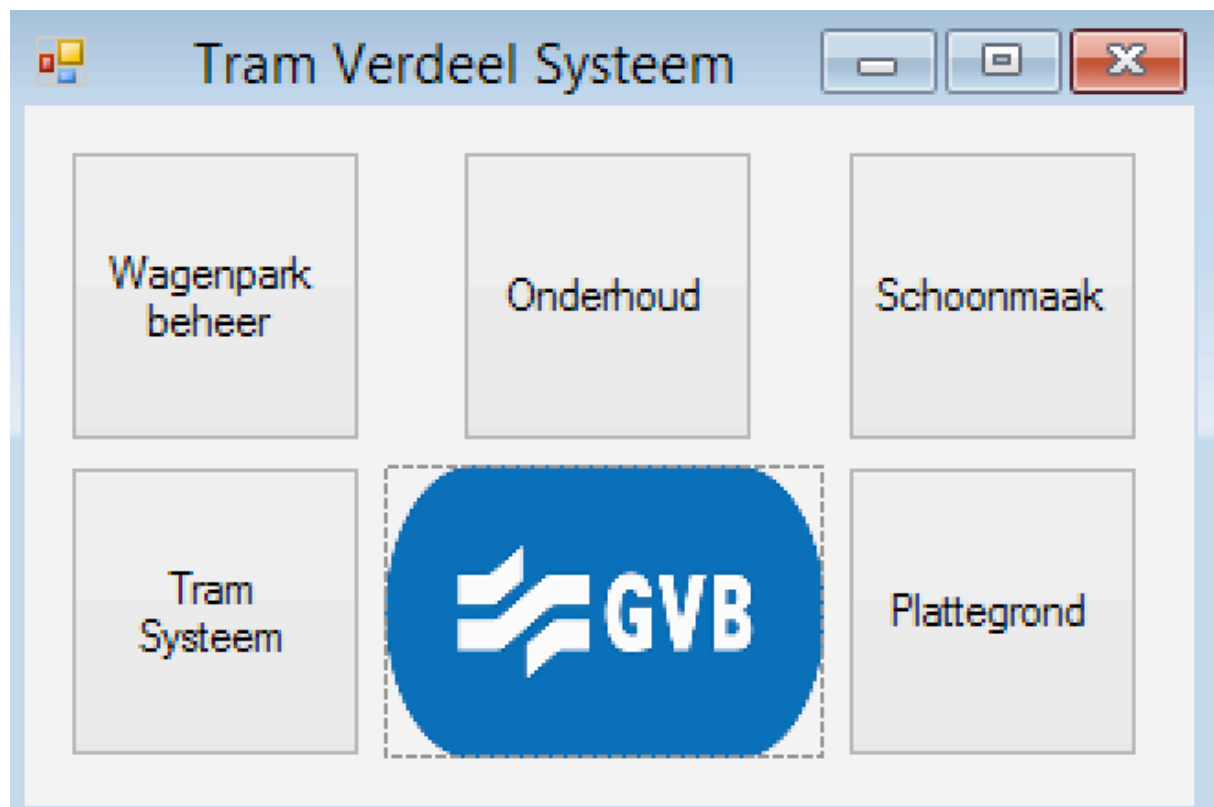 Tram Verdeel Systeem
Wagenpark
beheer
Onderhoud
Schoonmaak
Tram
Systeem
GVB
Plattegrond